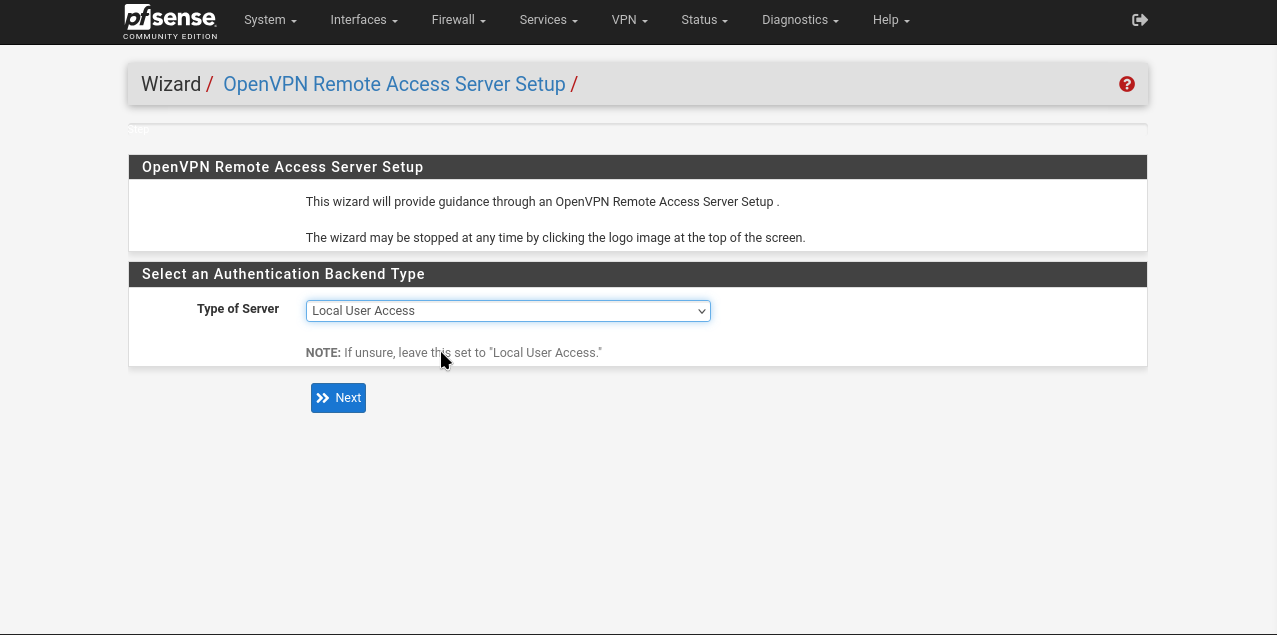 pfsense
COMMUNITY EDITION
System Interfaces Firewall Services VPN Status Diagnostics Help
Wizard / OpenVPN Remote Access Server Setup /
Step
OpenVPN Remote Access Server Setup
This wizard will provide guidance through an OpenVPN Remote Access Server Setup .
The wizard may be stopped at any time by clicking the logo image at the top of the screen.
Select an Authentication Backend Type
Type of Server Local User Access
NOTE: If unsure, leave this set to "Local User Access."
Next